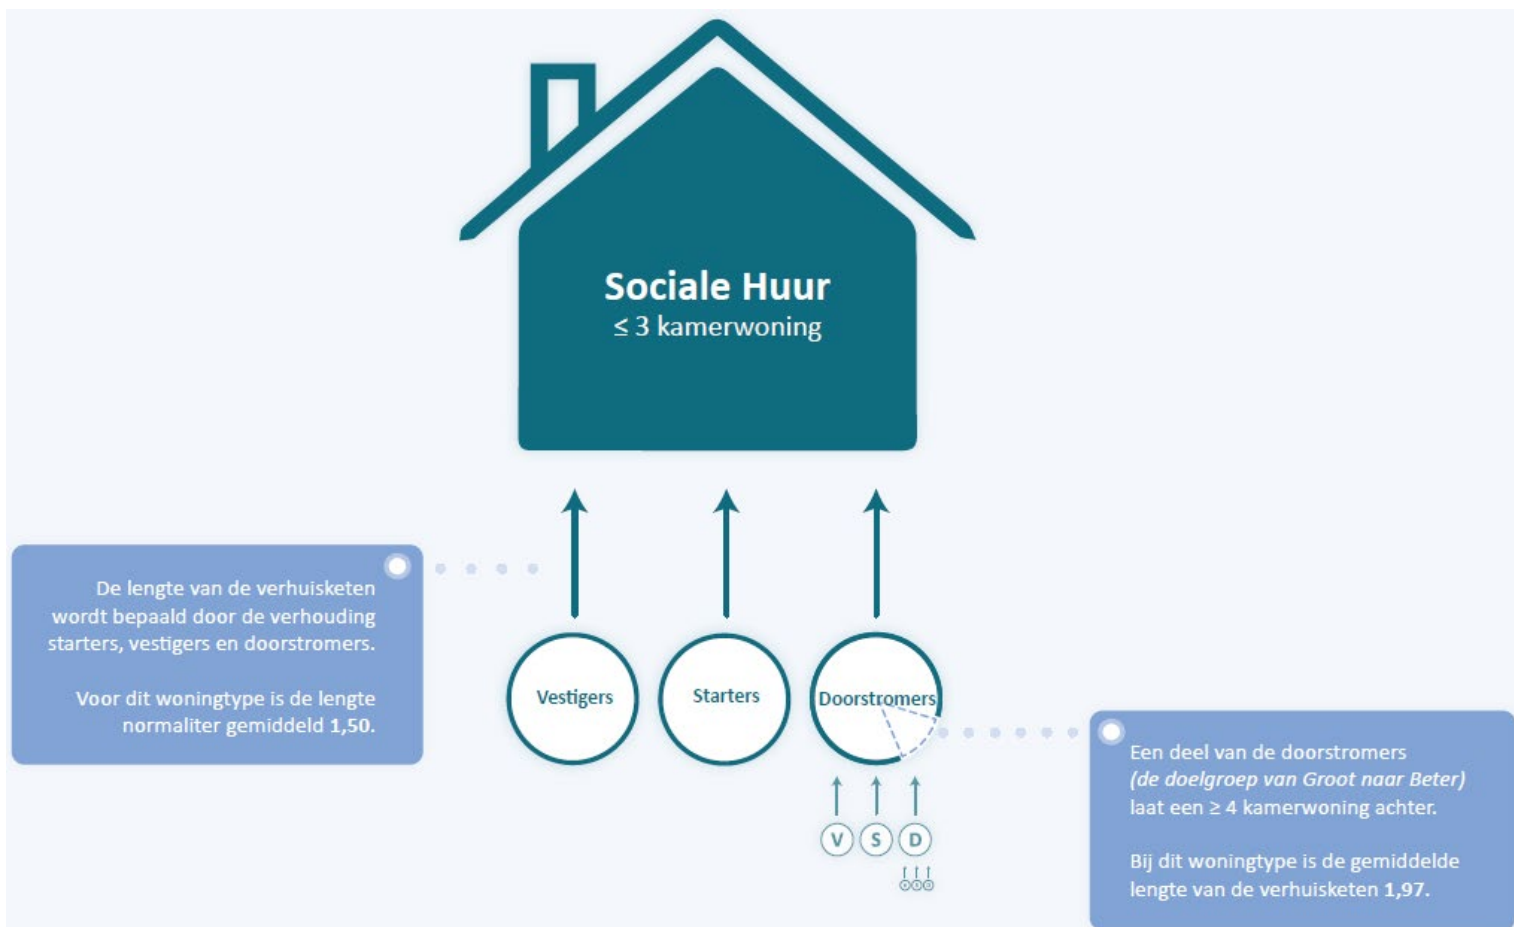 Sociale Huur
≤ 3 kamerwoning
De lengte van de verhuisketen
wordt bepaald door de verhouding
starters, vestigers en doorstromers.
Voor dit woningtype is de lengte
normaliter gemiddeld 1,50.
Vestigers
Starters
Doorstromers
V
S
D
Een deel van de doorstromers
(de doelgroep van Groot naar Beter)
laat een ≥ 4 kamerwoning achter.
Bij dit woningtype is de gemiddelde
lengte van de verhuisketen 1,97.